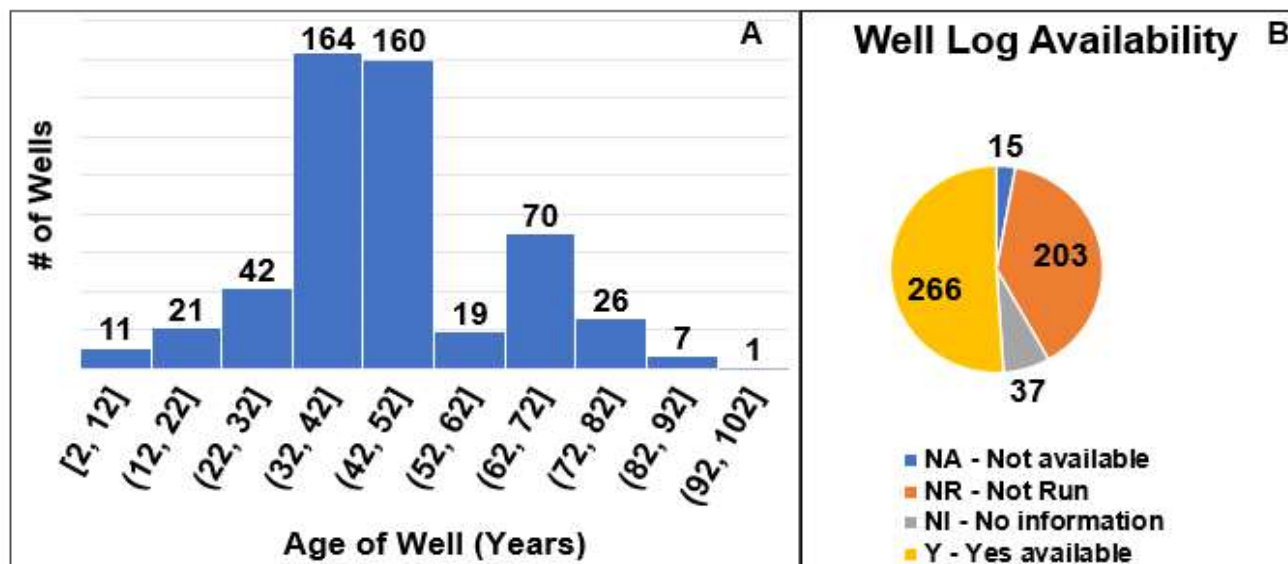 A
# of Wells
11
21
42
164
160
19
70
26
7
1
[2, 12]
(12, 22]
(22, 32]
(32, 42]
(42, 52]
(52, 62]
(62, 72]
(72, 82]
(82, 92]
(92, 102]
Age of Well (Years)
B
Well Log Availability
15
203
37
266
NA - Not available
NR - Not Run
NI - No information
Y - Yes available